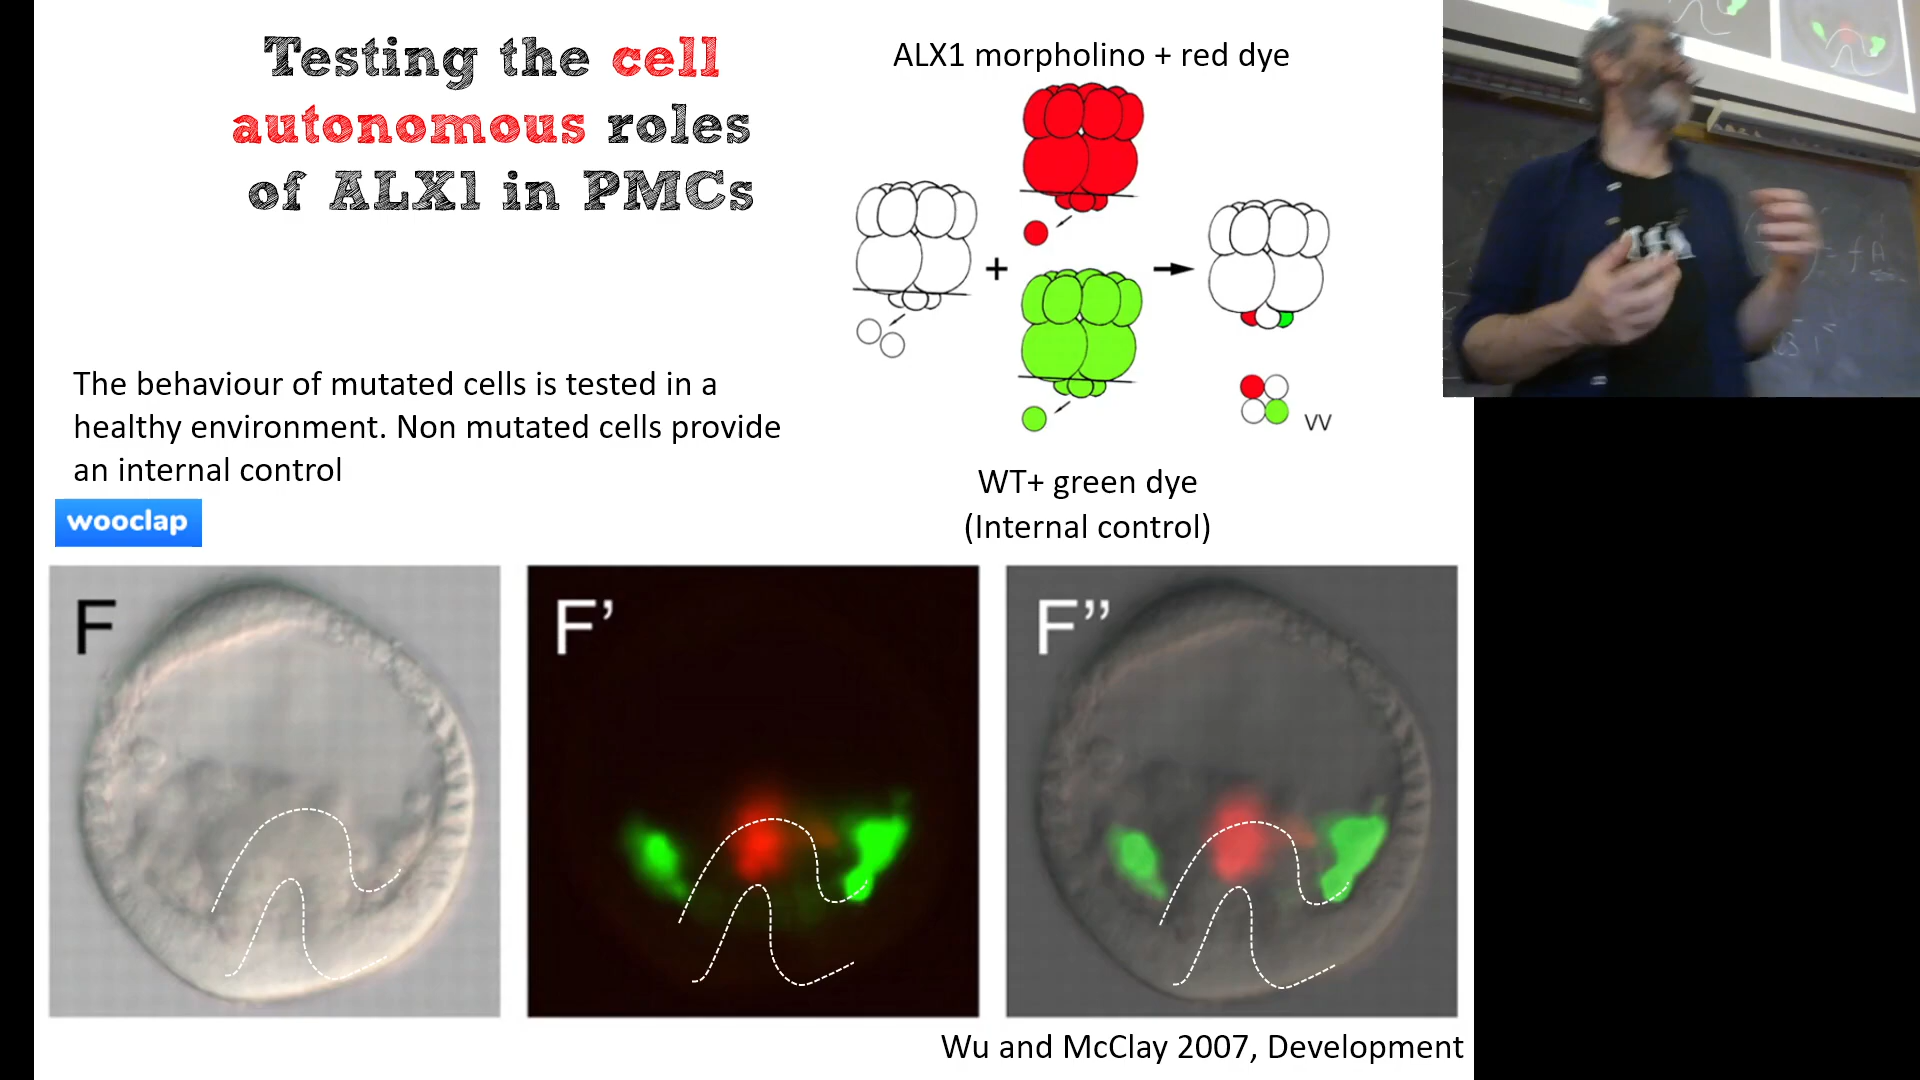 Testing the cell
autonomous roles
of ALX1 in PMCs
ALX1 morpholino + red dye
+
VV
The behaviour of mutated cells is tested in a
healthy environment. Non mutated cells provide
an internal control
wooclap
WT+ green dye
(Internal control)
F
F’
F”
Wu and McClay 2007, Development